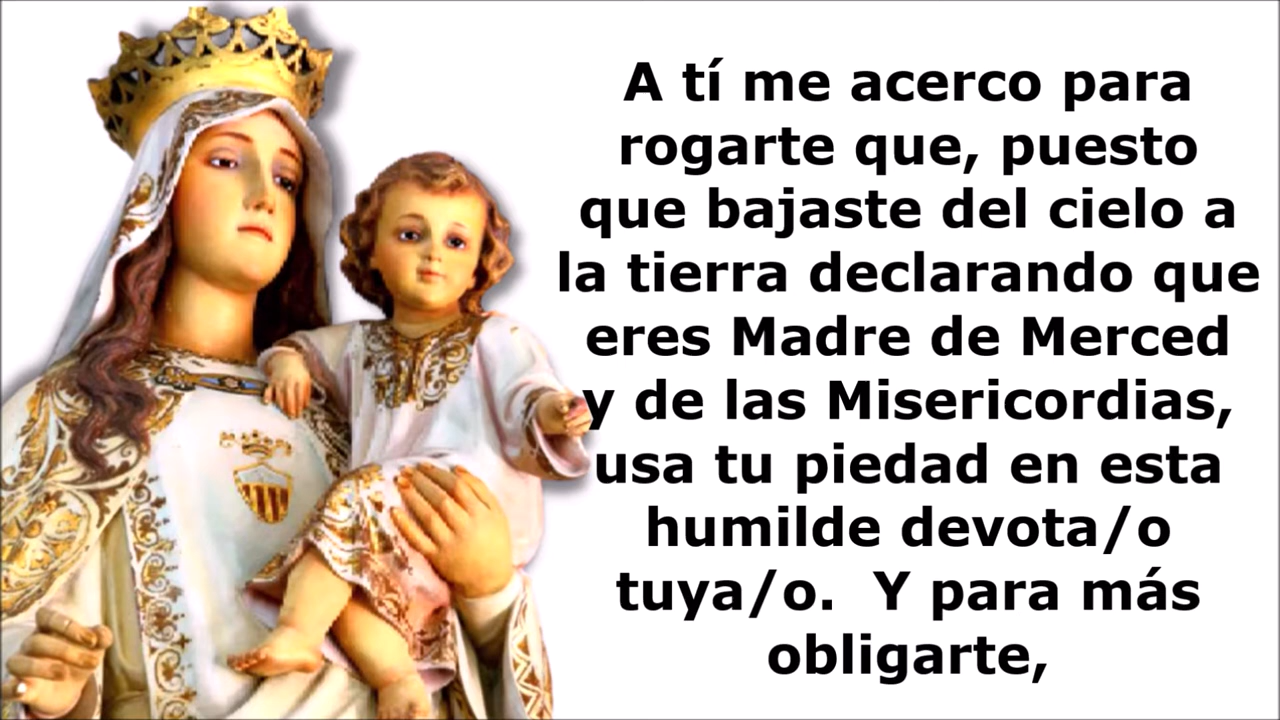 A tí me acerco para
rogarte que, puesto
que bajaste del cielo a
la tierra declarando que
eres Madre de Merced
y de las Misericordias,
usa tu piedad en esta
humilde devota/o
tuya/o.  Y para más
obligarte,